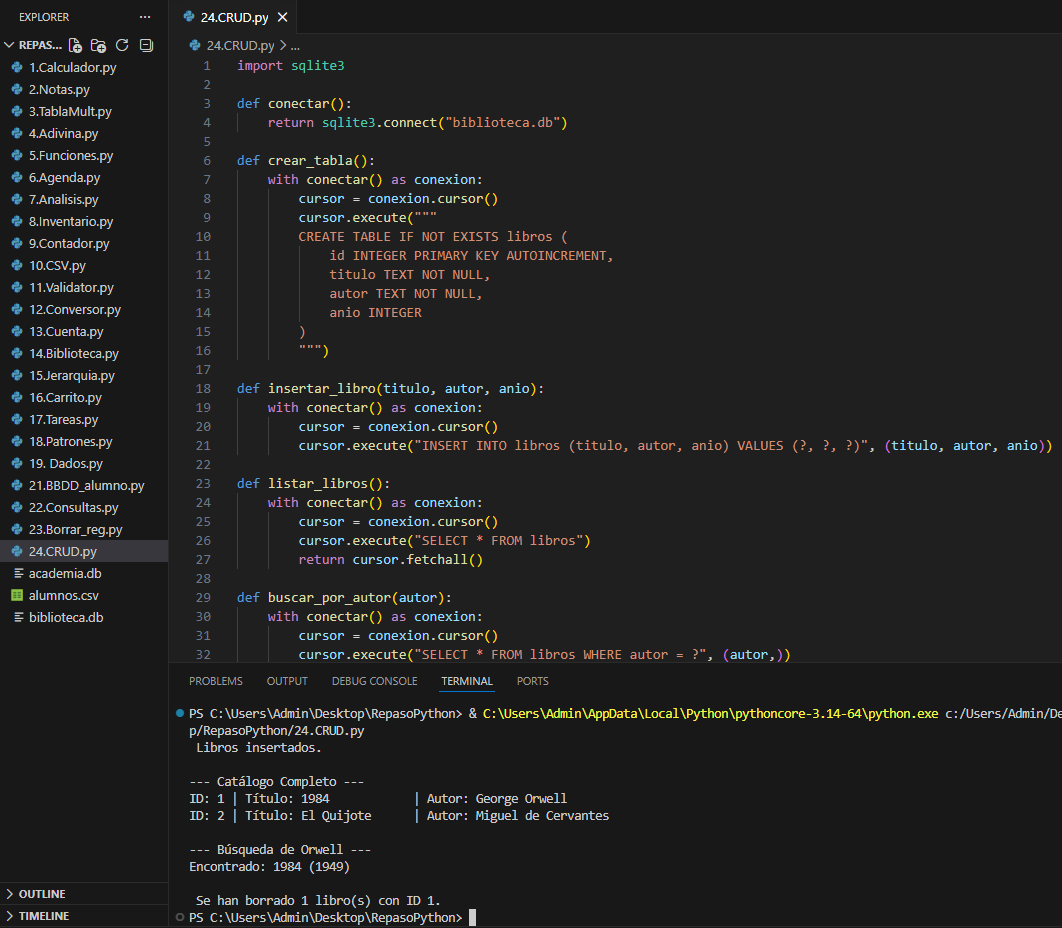 EXPLORER
···
REPAS...
1.Calculador.py
2.Notas.py
3.TablaMult.py
4.Adivina.py
5.Funciones.py
6.Agenda.py
7.Analisis.py
8.Inventario.py
9.Contador.py
10.CSV.py
11.Validator.py
12.Conversor.py
13.Cuenta.py
14.Biblioteca.py
15.Jerarquia.py
16.Carrito.py
17.Tareas.py
18.Patrones.py
19. Dados.py
21.BBDD_alumno.py
22.Consultas.py
23.Borrar_reg.py
24.CRUD.py
academia.db
alumnos.csv
biblioteca.db
OUTLINE
TIMELINE
24.CRUD.py
24.CRUD.py > ...
1 import sqlite3
2
3 def conectar():
4     return sqlite3.connect("biblioteca.db")
5
6 def crear_tabla():
7     with conectar() as conexion:
8         cursor = conexion.cursor()
9         cursor.execute("""
10         CREATE TABLE IF NOT EXISTS libros (
11             id INTEGER PRIMARY KEY AUTOINCREMENT,
12             titulo TEXT NOT NULL,
13             autor TEXT NOT NULL,
14             anio INTEGER
15         )
16         """)
17
18 def insertar_libro(titulo, autor, anio):
19     with conectar() as conexion:
20         cursor = conexion.cursor()
21         cursor.execute("INSERT INTO libros (titulo, autor, anio) VALUES (?, ?, ?)", (titulo, autor, anio))
22
23 def listar_libros():
24     with conectar() as conexion:
25         cursor = conexion.cursor()
26         cursor.execute("SELECT * FROM libros")
27         return cursor.fetchall()
28
29 def buscar_por_autor(autor):
30     with conectar() as conexion:
31         cursor = conexion.cursor()
32         cursor.execute("SELECT * FROM libros WHERE autor = ?", (autor,))
PROBLEMS OUTPUT DEBUG CONSOLE TERMINAL PORTS
PS C:\Users\Admin\Desktop\RepasoPython> & C:\Users\Admin\AppData\Local\Python\pythoncore-3.14-64\python.exe c:/Users/Admin/De
p/RepasoPython/24.CRUD.py
Libros insertados.
--- Catálogo Completo ---
ID: 1 | Título: 1984 | Autor: George Orwell
ID: 2 | Título: El Quijote | Autor: Miguel de Cervantes
--- Búsqueda de Orwell ---
Encontrado: 1984 (1949)
Se han borrado 1 libro(s) con ID 1.
PS C:\Users\Admin\Desktop\RepasoPython>